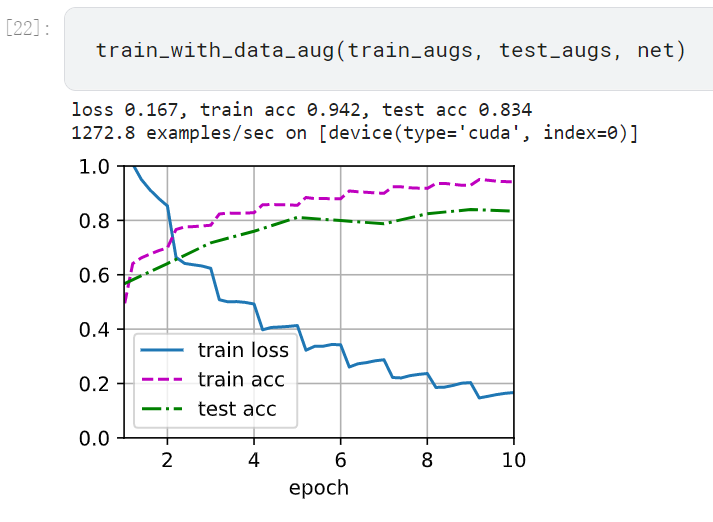 [22]:
train_with_data_aug(train_augs, test_augs, net)
loss 0.167, train acc 0.942, test acc 0.834
1272.8 examples/sec on [device(type='cuda', index=0)]
1.0
0.8
0.6
0.4
0.2
0.0
train loss
train acc
test acc
2 4 6 8 10
epoch